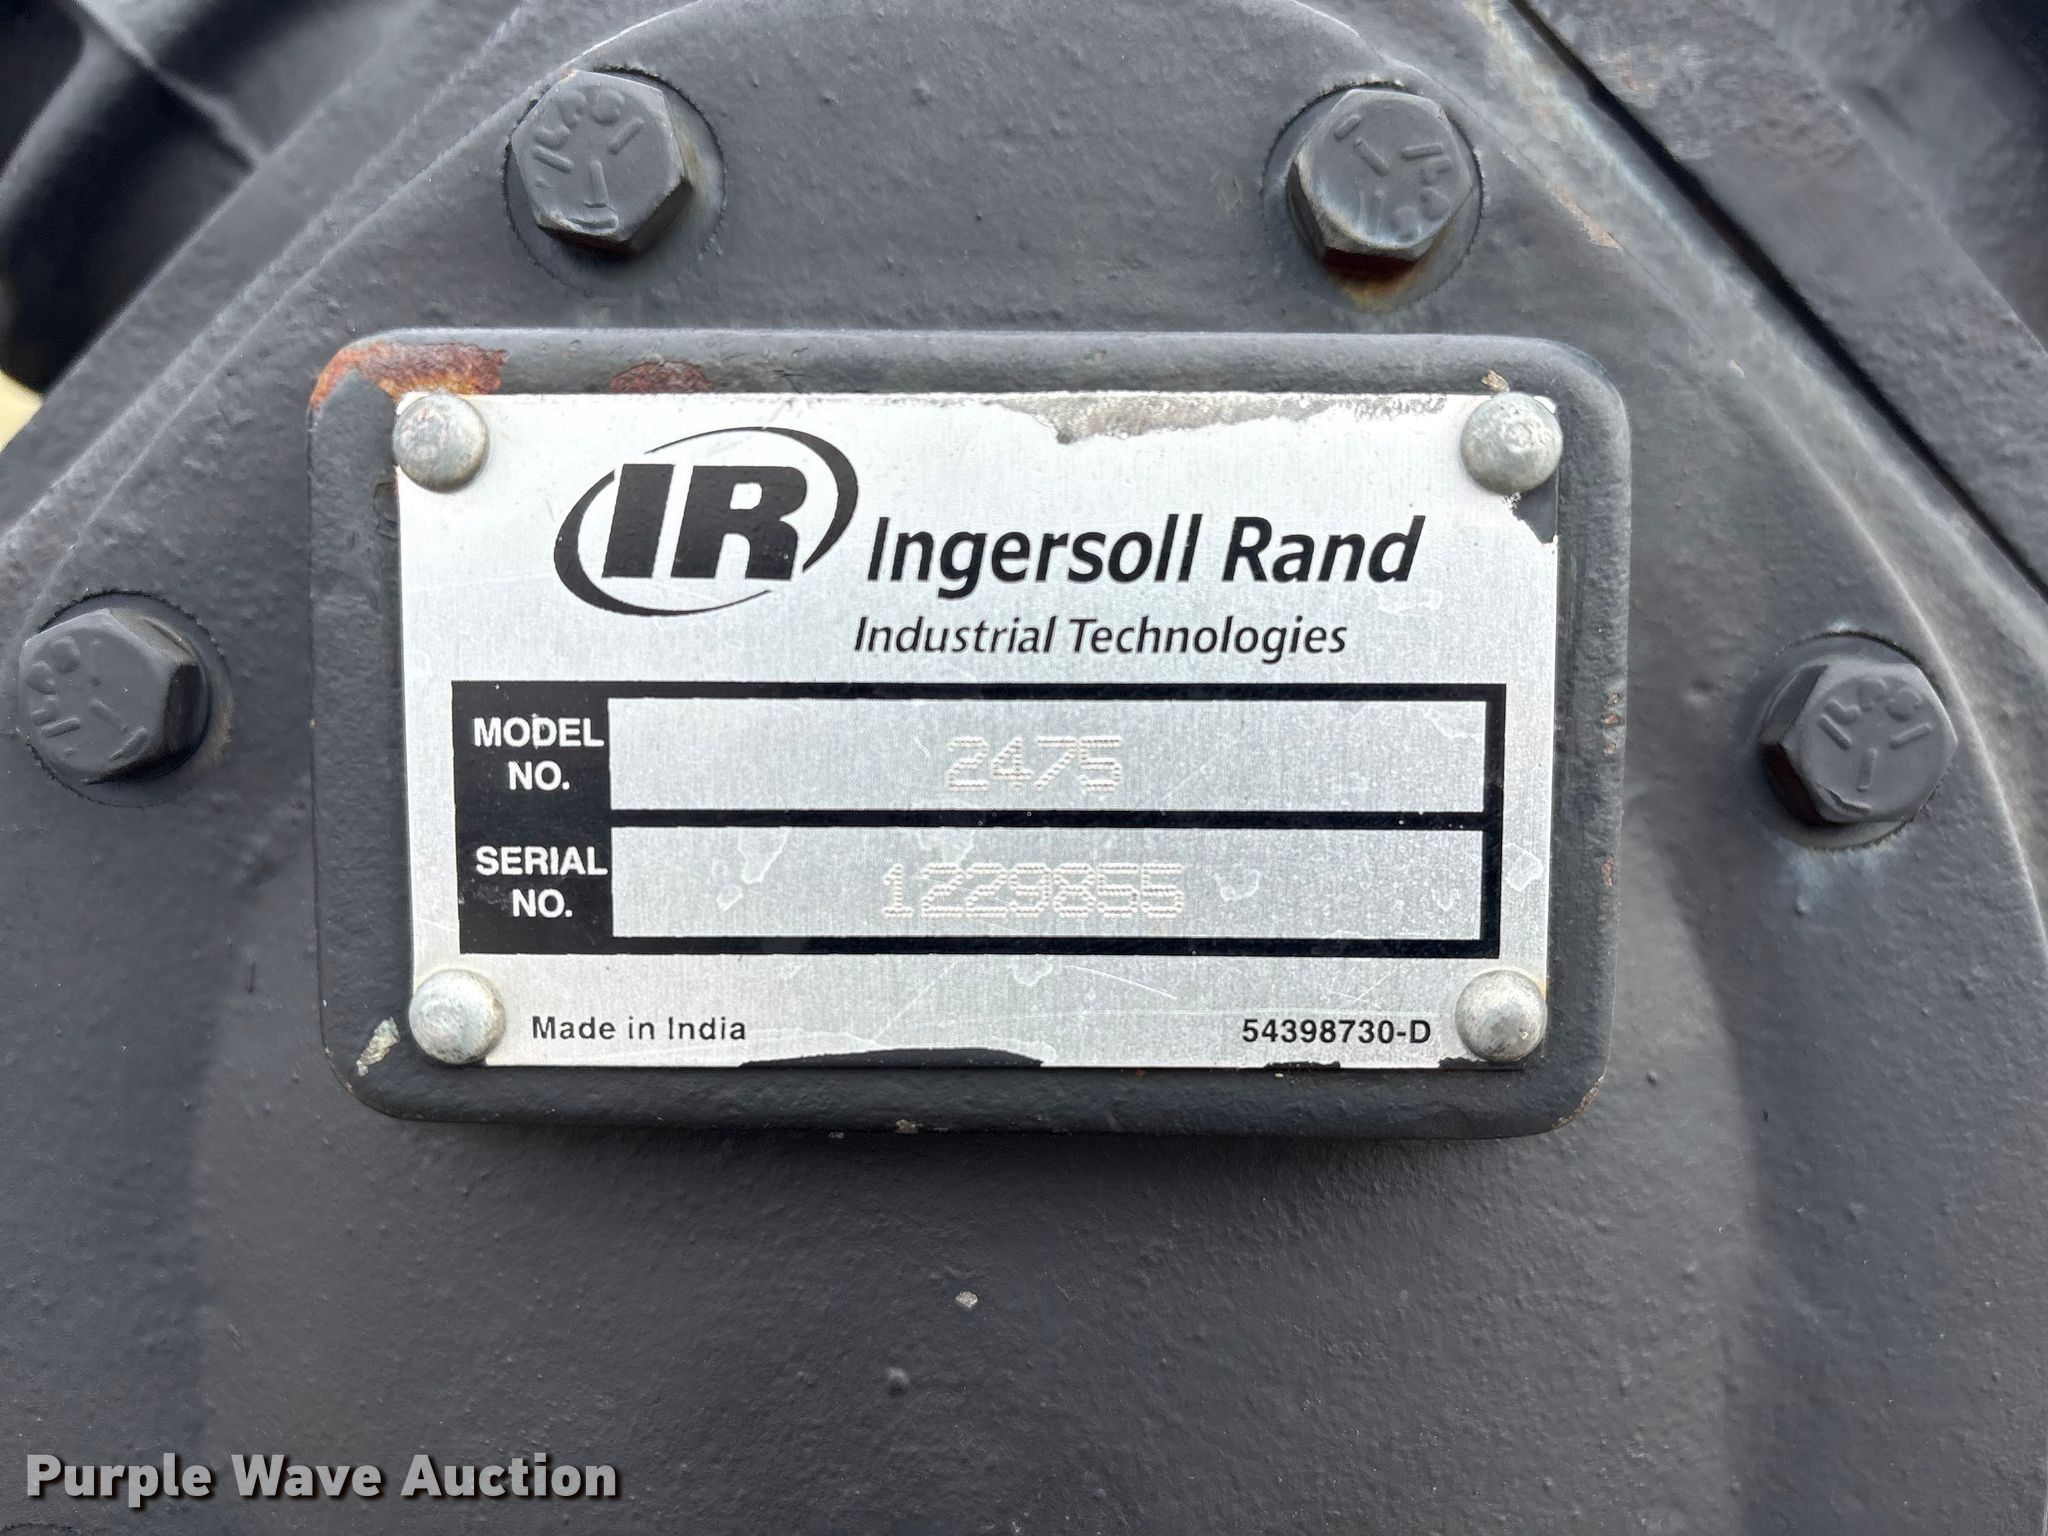 IR Ingersoll Rand
Industrial Technologies
MODEL NO. 2475
SERIAL NO. 1229855
Made in India 54398730-D
Purple Wave Auction